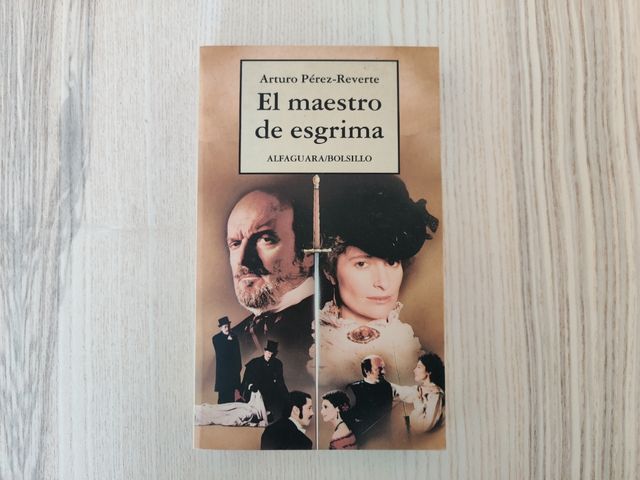 Arturo Pérez-Reverte
El maestro
de esgrima
ALFAGUARA/BOLSILLO